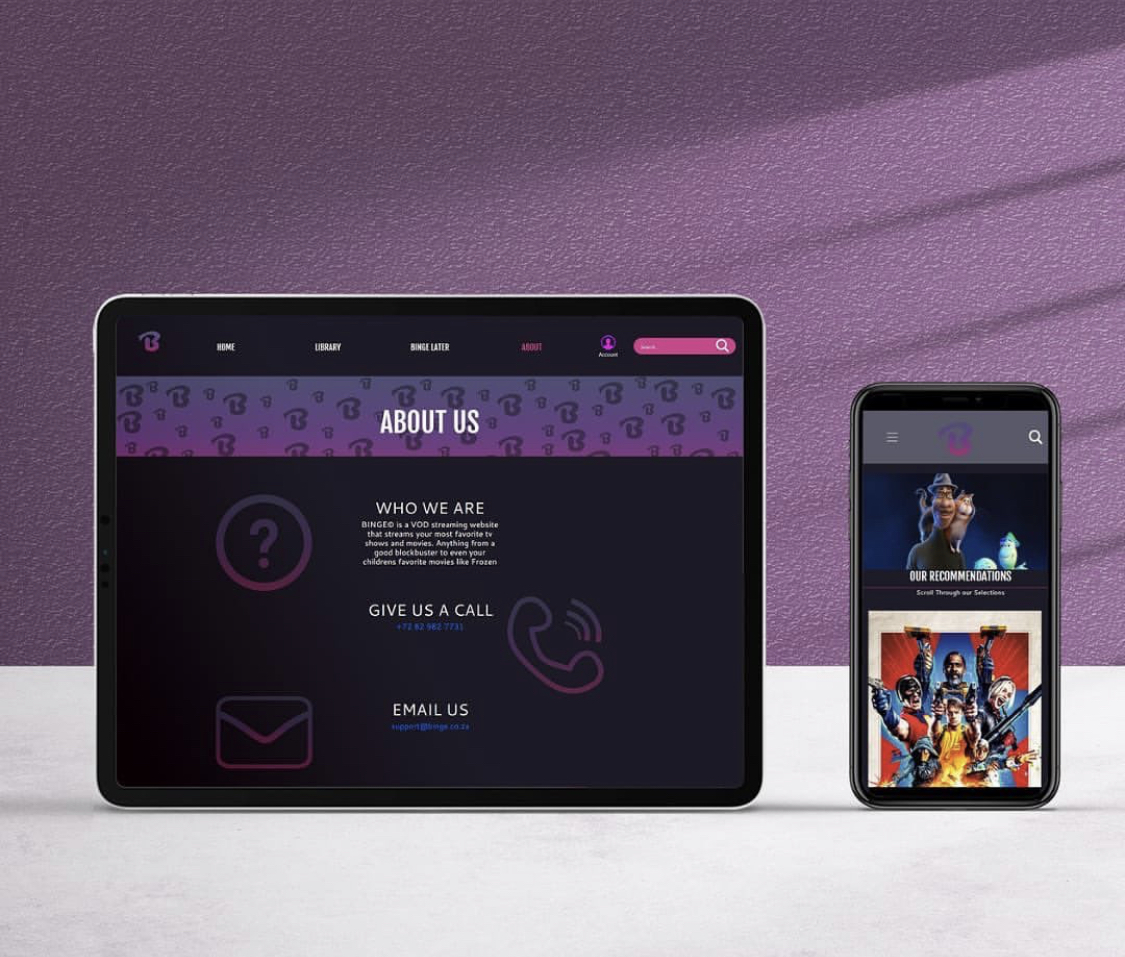 HOME
LIBRARY
BINGE LATER
ABOUT
Account
Search...
ABOUT US
WHO WE ARE
BINGE© is a VOD streaming website
that streams your most favorite tv
shows and movies. Anything from a
good blockbuster to even your
childrens favorite movies like Frozen
GIVE US A CALL
+72 82 982 7731
EMAIL US
support@binge.co.za
OUR RECOMMENDATIONS
Scroll Through our Selections